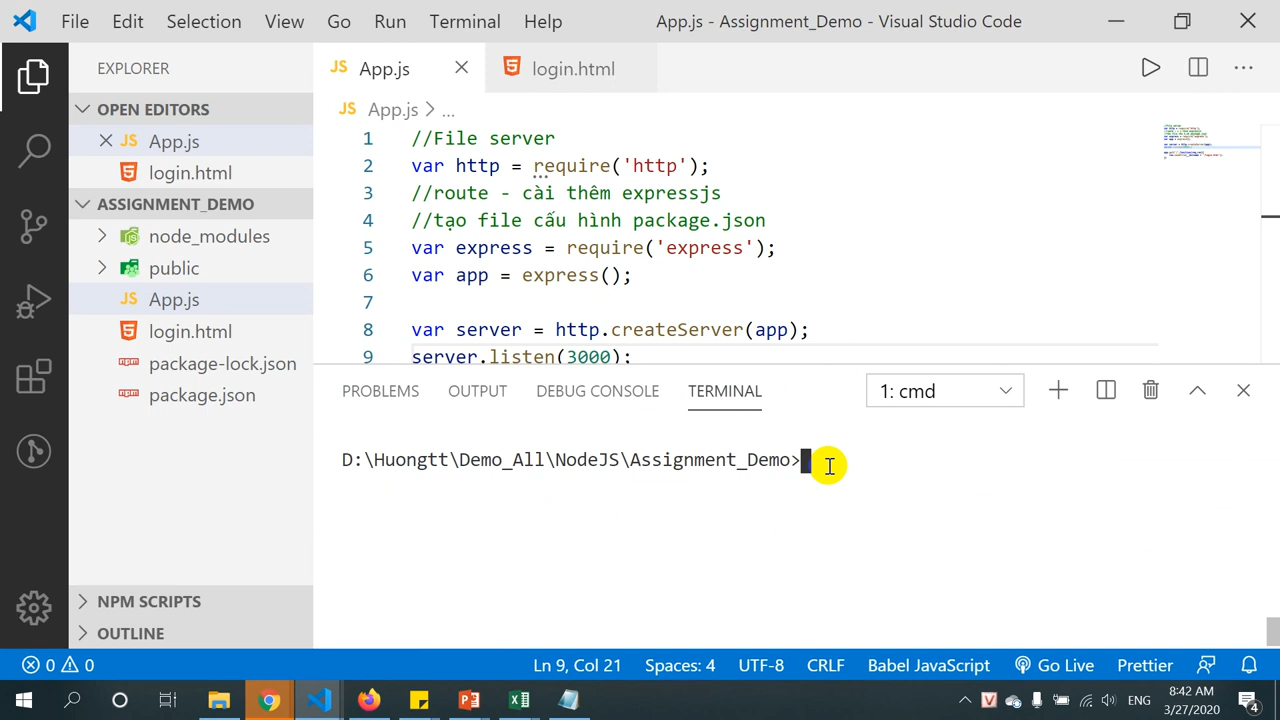 File Edit Selection View Go Run Terminal Help App.js - Assignment_Demo - Visual Studio Code
EXPLORER
OPEN EDITORS
JS App.js
login.html
ASSIGNMENT_DEMO
node_modules
public
JS App.js
login.html
package-lock.json
package.json
NPM SCRIPTS
OUTLINE
JS App.js
login.html
JS App.js > ...
1 //File server
2 var http = require('http');
3 //route - cài thêm expressjs
4 //tạo file cấu hình package.json
5 var express = require('express');
6 var app = express();
7
8 var server = http.createServer(app);
9 server.listen(3000);
PROBLEMS OUTPUT DEBUG CONSOLE TERMINAL 1: cmd
D:\Huongtt\Demo_All\NodeJS\Assignment_Demo>
0 0 Ln 9, Col 21 Spaces: 4 UTF-8 CRLF Babel JavaScript Go Live Prettier
ENG
8:42 AM
3/27/2020
4